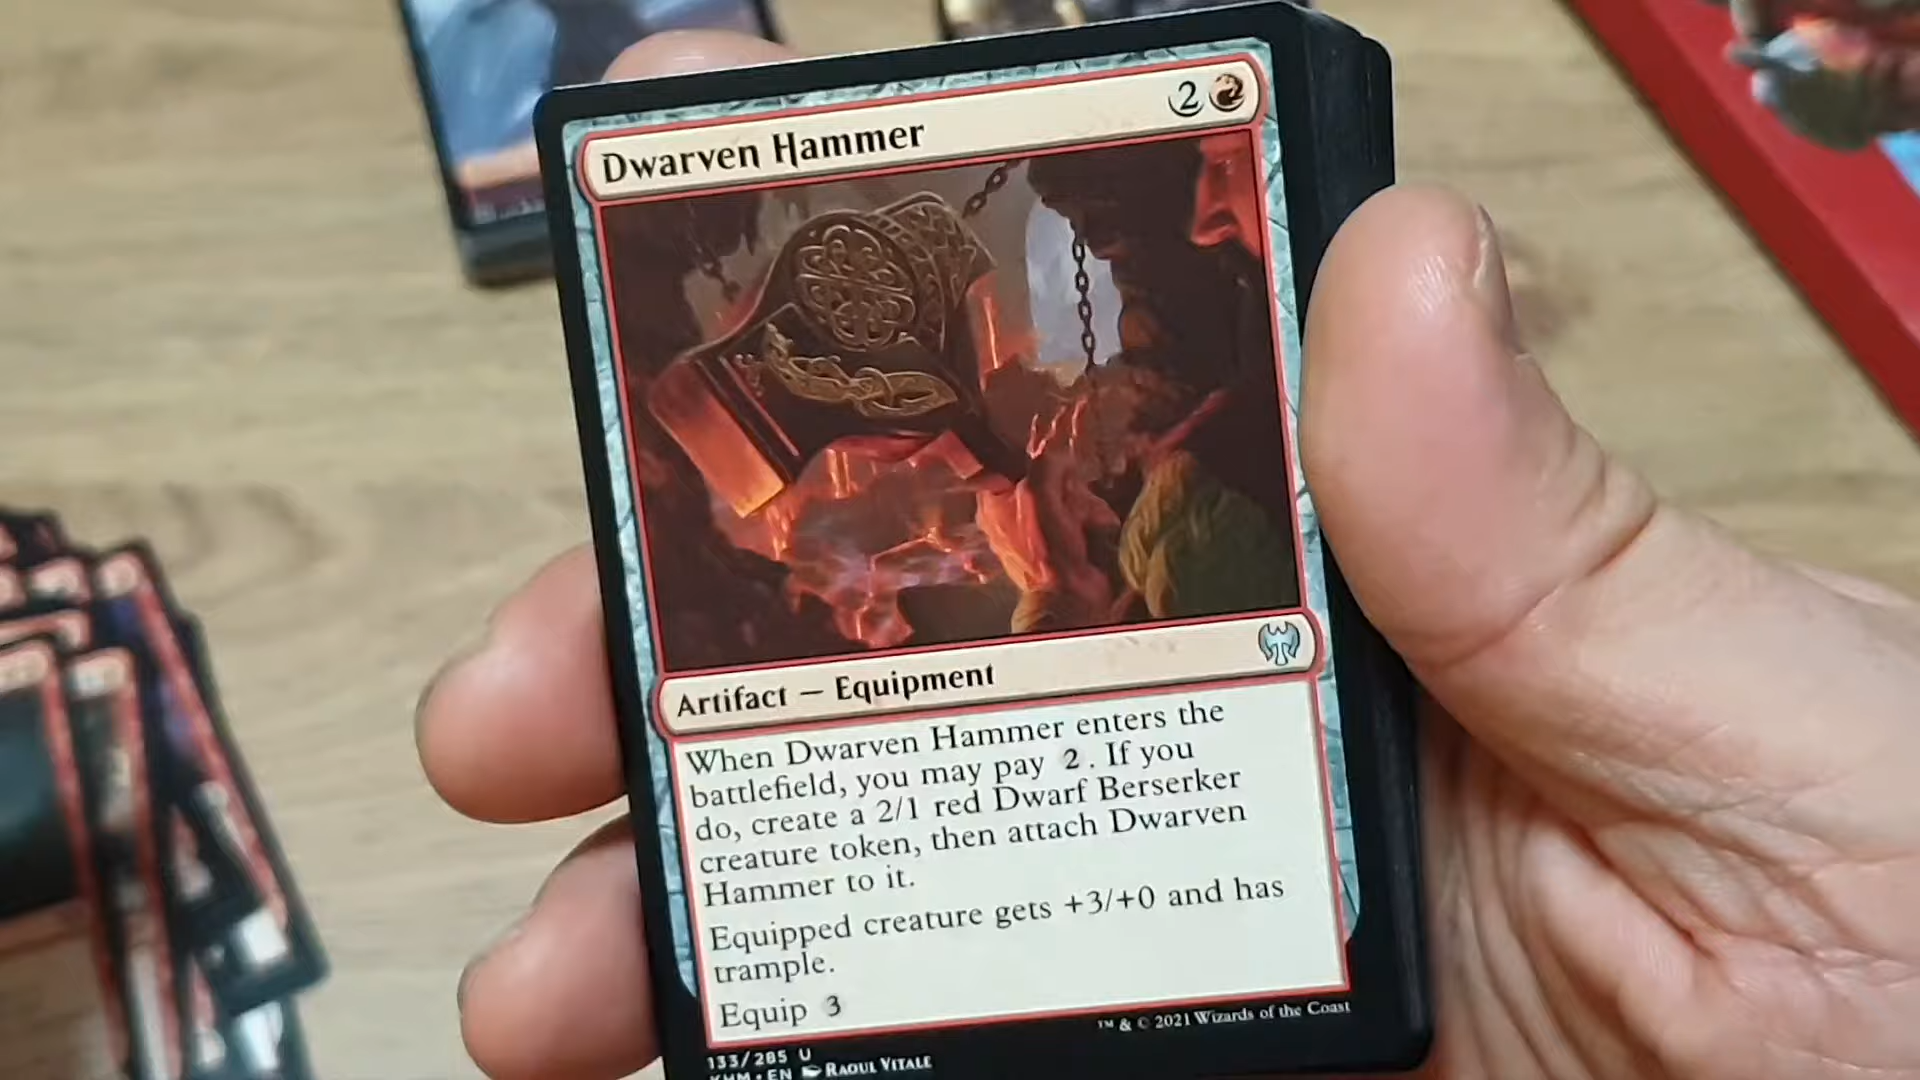 Dwarven Hammer 2
Artifact — Equipment
When Dwarven Hammer enters the
battlefield, you may pay 2. If you
do, create a 2/1 red Dwarf Berserker
creature token, then attach Dwarven
Hammer to it.
Equipped creature gets +3/+0 and has
trample.
Equip 3
™ & © 2021 Wizards of the Coast
133/285 U
KHM • EN RAOUL VITALE